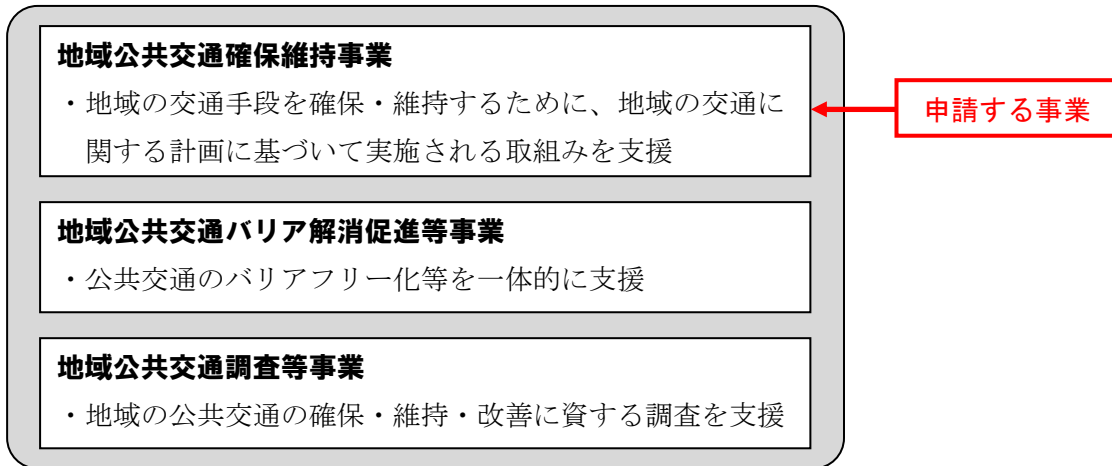 地域公共交通確保維持事業
・地域の交通手段を確保・維持するために、地域の交通に
関する計画に基づいて実施される取組みを支援
申請する事業
地域公共交通バリア解消促進等事業
・公共交通のバリアフリー化等を一体的に支援
地域公共交通調査等事業
・地域の公共交通の確保・維持・改善に資する調査を支援